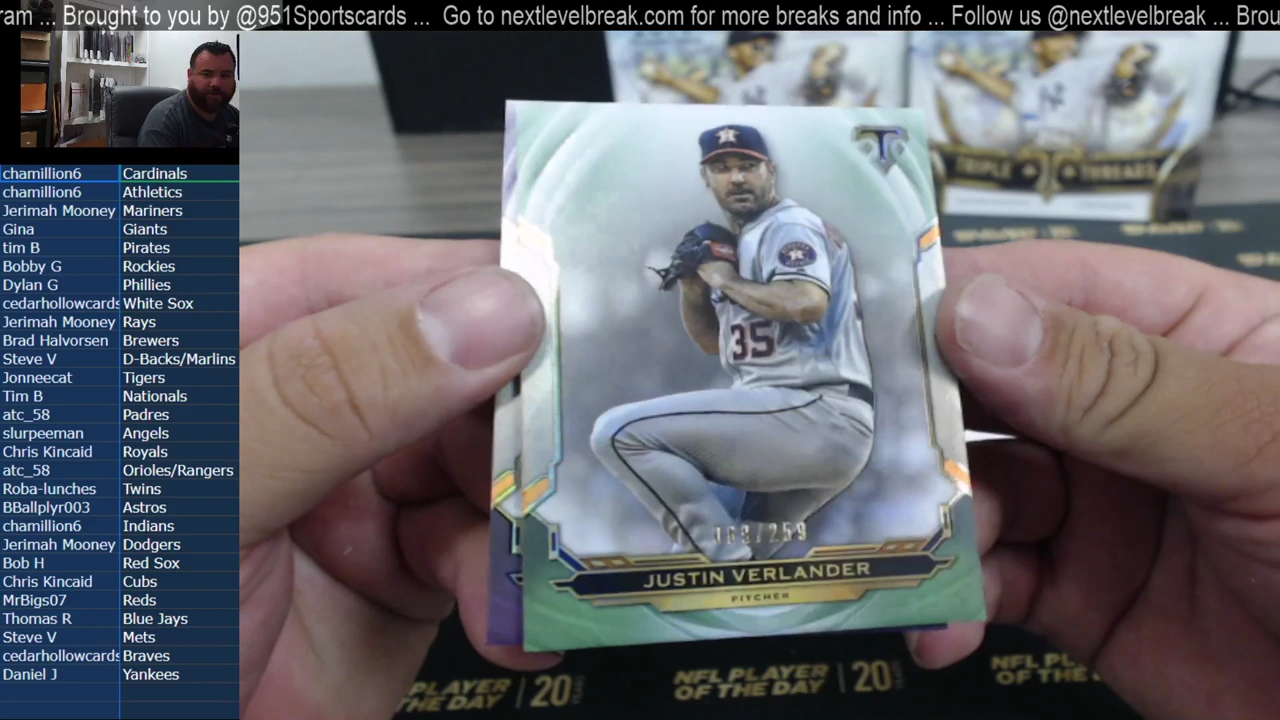 ram ... Brought to you by @951Sportscards ... Go to nextlevelbreak.com for more breaks and info ... Follow us @nextlevelbreak ... Brou
chamillion6 Cardinals
chamillion6 Athletics
Jerimah Mooney Mariners
Gina Giants
tim B Pirates
Bobby G Rockies
Dylan G Phillies
cedarhollowcards White Sox
Jerimah Mooney Rays
Brad Halvorsen Brewers
Steve V D-Backs/Marlins
Jonneecat Tigers
Tim B Nationals
atc_58 Padres
slurpeeman Angels
Chris Kincaid Royals
atc_58 Orioles/Rangers
Roba-lunches Twins
BBallplyr003 Astros
chamillion6 Indians
Jerimah Mooney Dodgers
Bob H Red Sox
Chris Kincaid Cubs
MrBigs07 Reds
Thomas R Blue Jays
Steve V Mets
cedarhollowcards Braves
Daniel J Yankees
TRIPLE THREADS
35
JUSTIN VERLANDER
PITCHER
PLAYER OF THE DAY 20 YEARS
NFL PLAYER OF THE DAY 20
NFL PL
OF THE